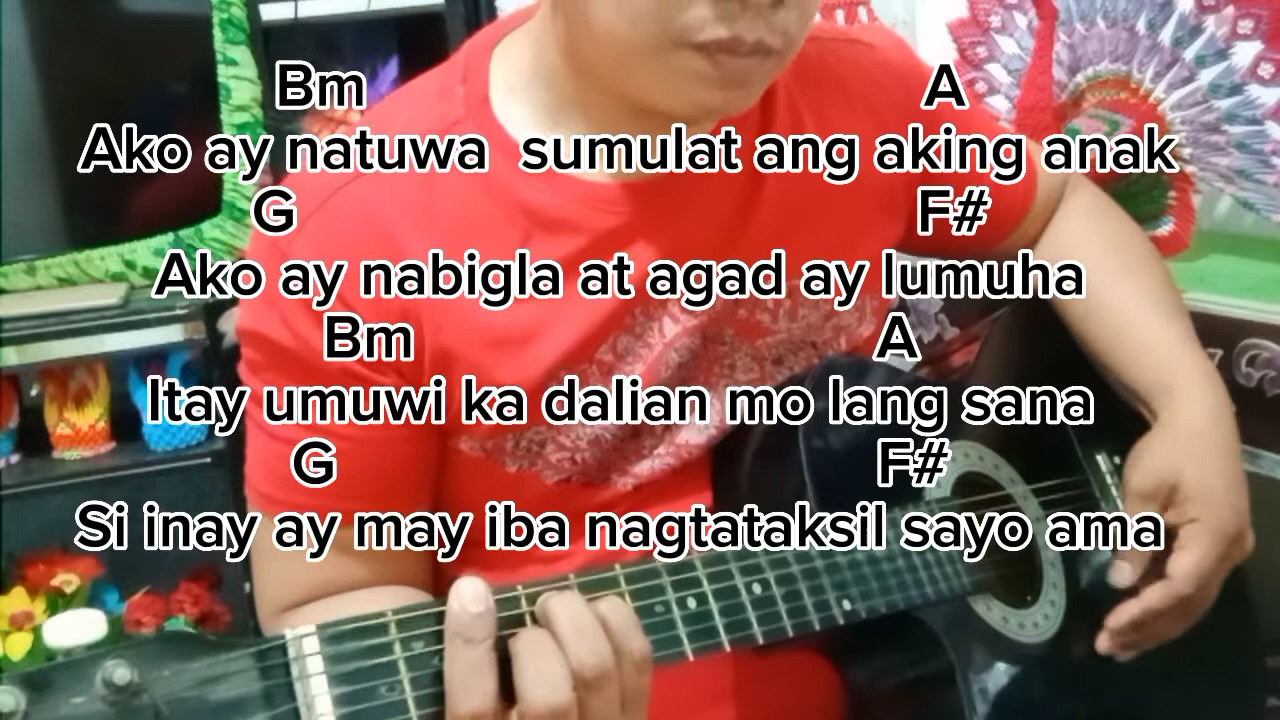 Bm A
Ako ay natuwa sumulat ang aking anak
G F#
Ako ay nabigla at agad ay lumuha
Bm A
Itay umuwi ka dalian mo lang sana
G F#
Si inay ay may iba nagtataksil sayo ama